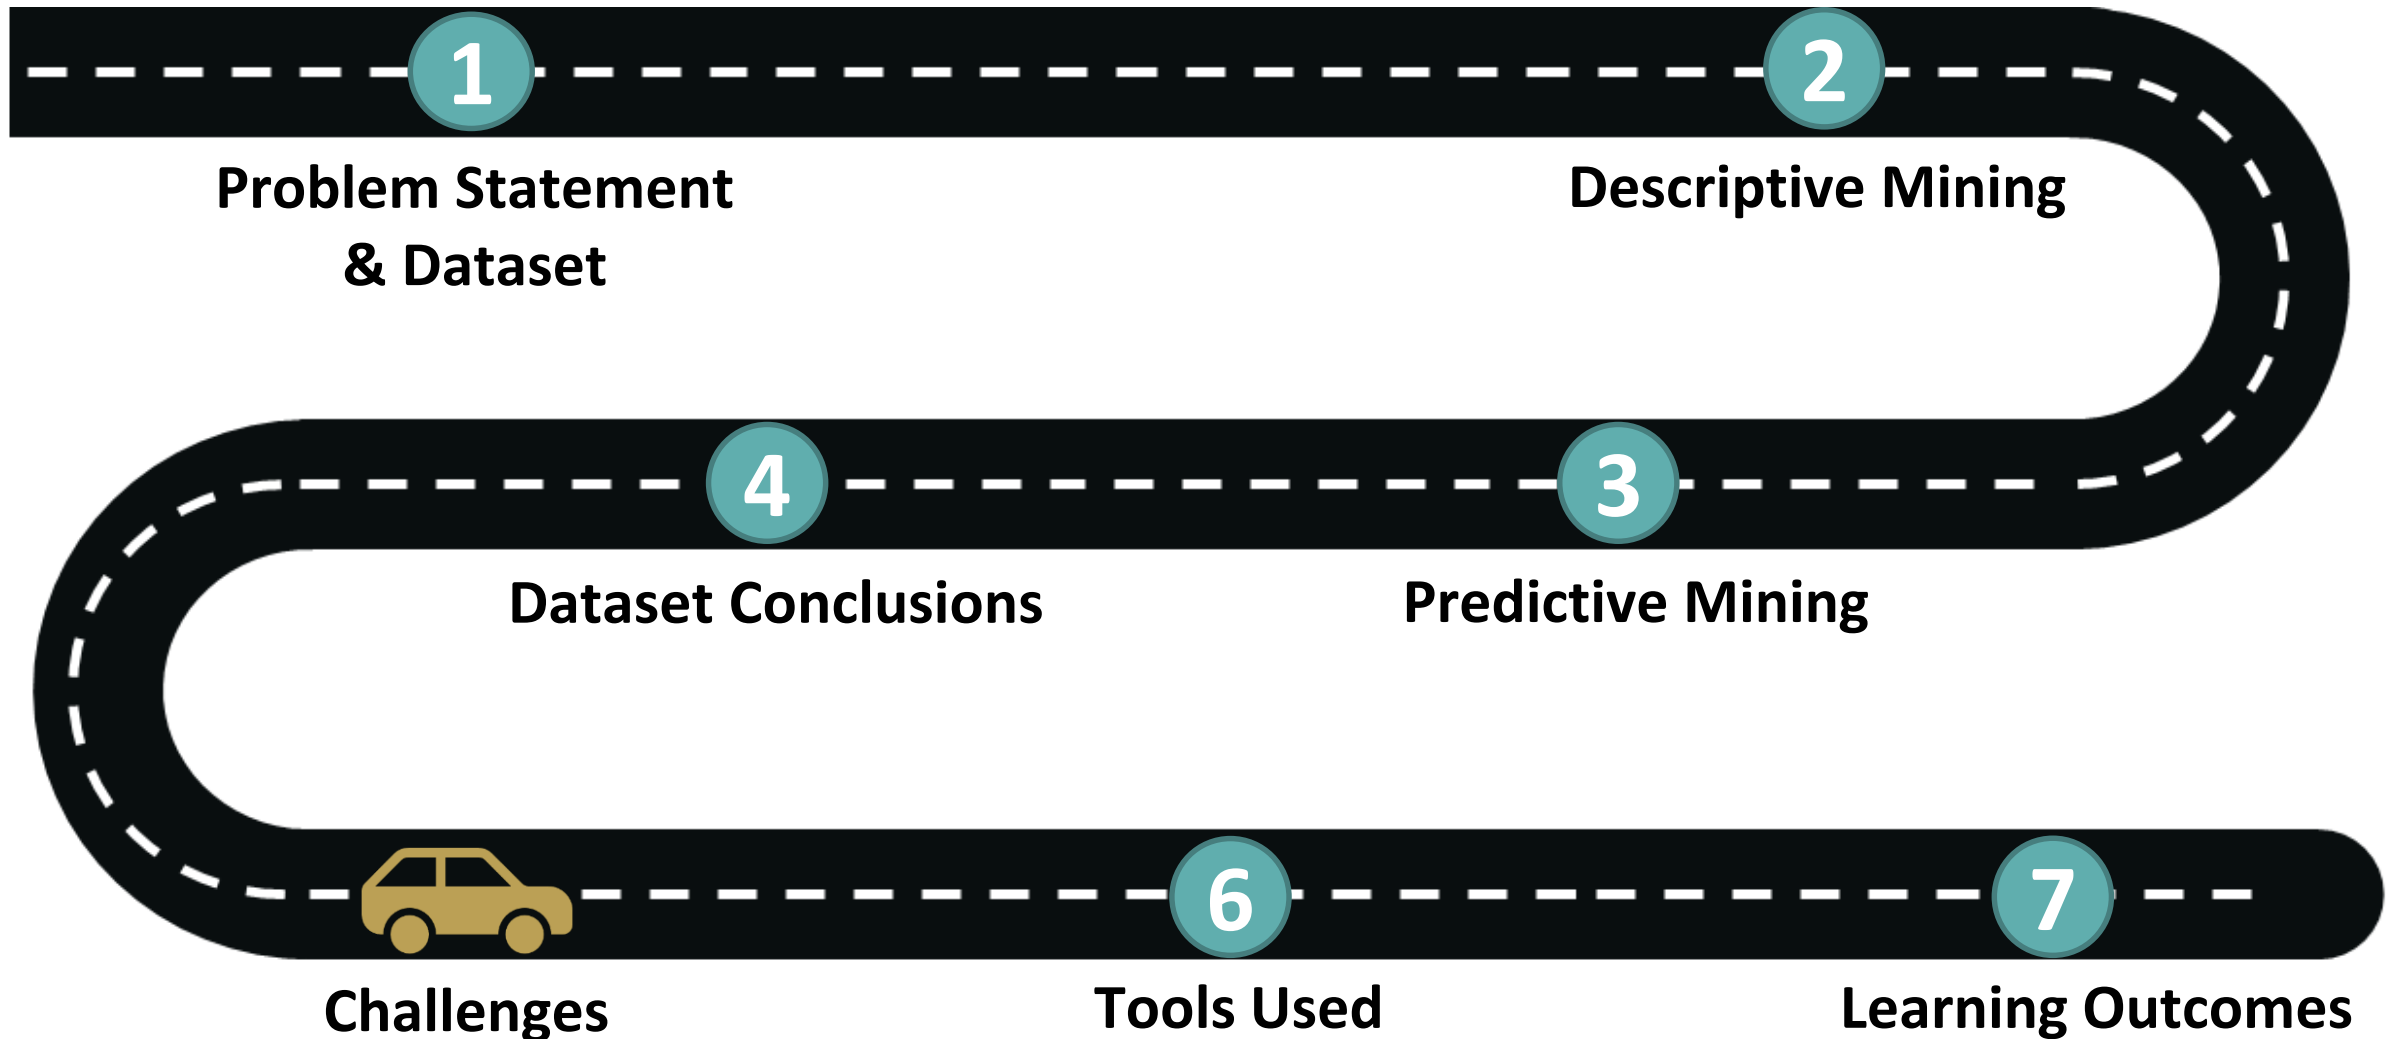 1
2
Problem Statement
& Dataset
Descriptive Mining
4
3
Dataset Conclusions
Predictive Mining
6
7
Challenges
Tools Used
Learning Outcomes